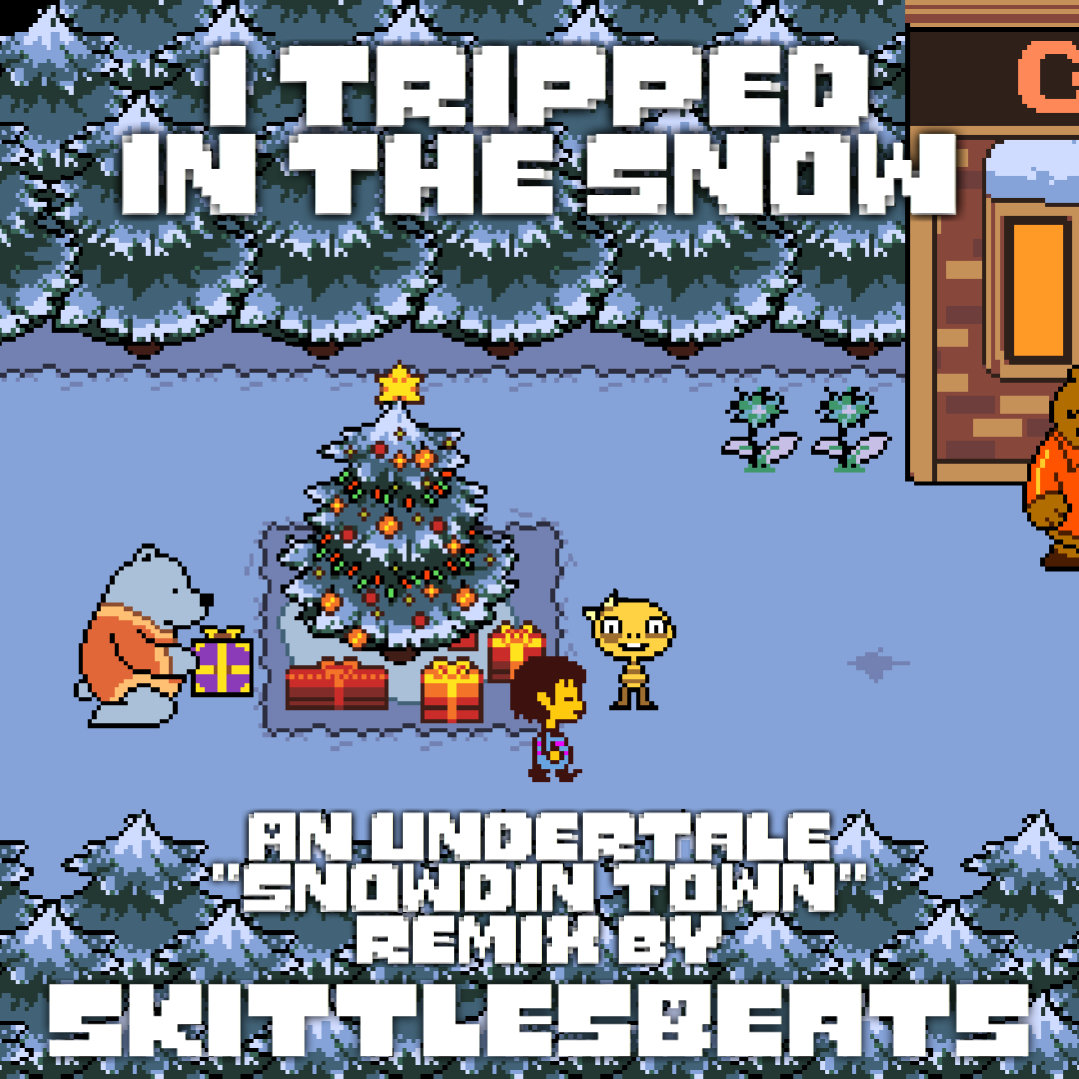 I TRIPPED
IN THE SNOW
AN UNDERTALE
"SNOWDIN TOWN"
REMIX BY
SKITTLESBEATS